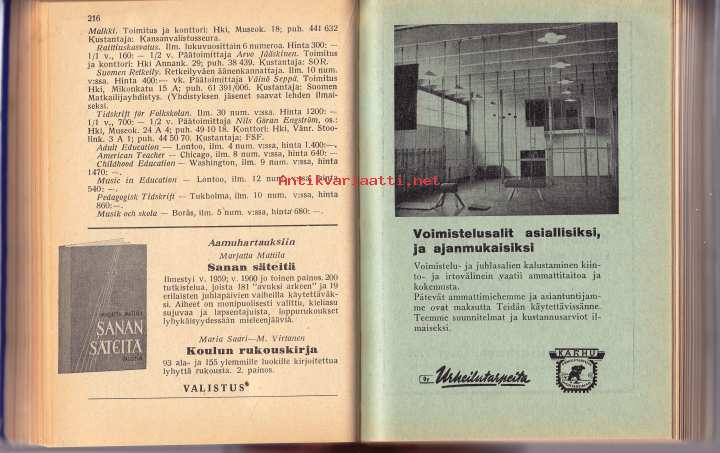 216
Malkki. Toimitus ja konttori: Hki, Museok. 18; puh. 441 632
Kustantaja: Kansanvalistusseura.
Raittiuskasvatus. Ilm. lukuvuosittain 6 numeroa. Hinta 300: —
1/1 v., 160: — 1/2 v. Päätoimittaja Arvo Jääskinen. Toimitus
ja konttori: Hki Annank. 29; puh. 38 439. Kustantaja: SOR.
Suomen Retkeily. Retkeilyväen äänenkannattaja. Ilm. 10 num.
v:ssa. Hinta 400:— vk. Päätoimittaja Väinö Seppä. Toimitus
Hki, Mikonkatu 15 A; puh. 61 391/006. Kustantaja: Suomen
Matkailijayhdistys. (Yhdistyksen jäsenet saavat lehden ilmai-
seksi.
Tidskrift för Folkskolan. Ilm. 30 num. v:ssa. Hinta 1200: —
1/1 v., 700: — 1/2 v. Päätoimittaja Nils Göran Engström, os.:
Hki, Museok. 24 A 4; puh. 49 10 18. Konttori: Hki, Vänr. Stoo-
link. 3 A 1; puh. 44 50 70. Kustantaja: FSF.
Adult Education — Lontoo, 4 num. v:ssa, hinta 1.400:—.
American Teacher — Chicago, ilm. 8 num. v:ssa, hinta 640: —
Childhood Education — Washington, ilm. 9 num. v:ssa, hinta
1470: —.
Music in Education — Lontoo, ilm. 12 num. v:ssa, hinta
540: —.
Pedagogisk Tidskrift — Tukholma, ilm. 10 num. v:ssa, hinta
860:—.
Musik och skola — Borås, ilm. 5 num. v:ssa, hinta 680: —.
Antikvariaatti.net
Aamuhartauksiin
Marjatta Mattila
Sanan säteitä
Ilmestyi v. 1959; v. 1960 jo toinen painos. 200
tutkistelua, joista 181 "avuksi arkeen" ja 19
erilaisten juhlapäivien vaiheilla käytettäväk-
si. Aiheet on monipuolisesti valittu, kieliasu
sujuvaa ja lapsentajuista, loppurukoukset
lyhykäisyydessään mieleenjääviä.
MARJATTA MATTILA
SANAN
SÄTEITÄ
Maria Saari—M. Virtanen
Koulun rukouskirja
93 ala- ja 155 ylemmille luokille kirjoitettua
lyhyttä rukousta. 2. painos.
VALISTUS
Voimistelusalit asiallisiksi,
ja ajanmukaisiksi
Voimistelu- ja juhlasalien kalustaminen kiin-
to- ja irtovälinein vaatii ammattitaitoa ja
kokemusta.
Pätevät ammattimiehemme ja asiantuntijam-
me ovat maksutta Teidän käytettävissänne.
Teemme suunnitelmat ja kustannusarviot il-
maiseksi.
Oy Urheilutarpeita
KARHU